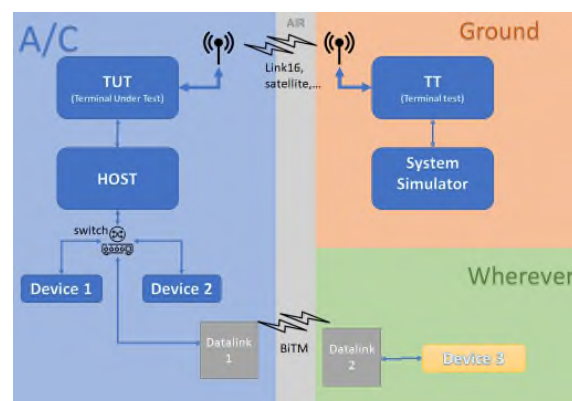 A/C
AIR
Ground
TUT
(Terminal Under Test)
Link16,
satellite,...
TT
(Terminal test)
HOST
System
Simulator
switch
Device 1
Device 2
Wherever
Datalink
1
BiTM
Datalink
2
Device 3